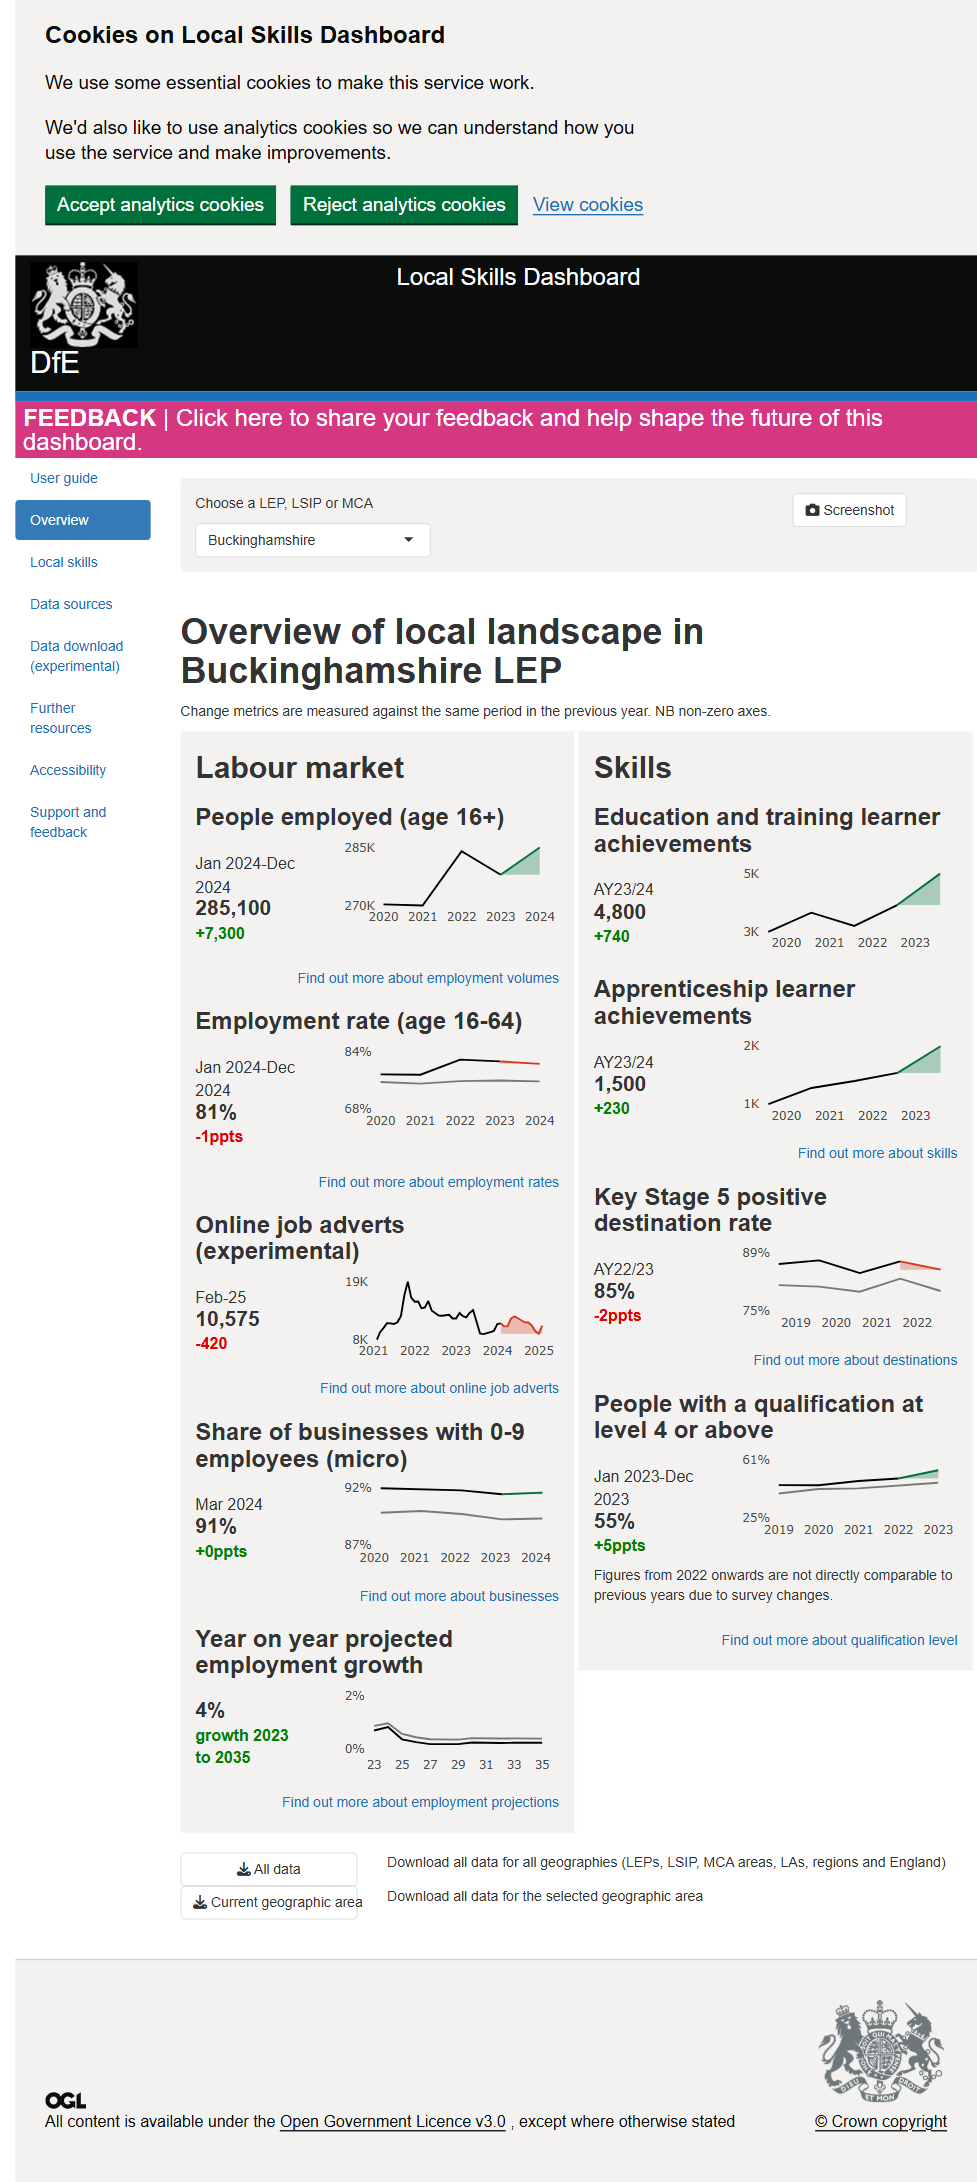 Cookies on Local Skills Dashboard
We use some essential cookies to make this service work.
We'd also like to use analytics cookies so we can understand how you
use the service and make improvements.
Accept analytics cookies
Reject analytics cookies
View cookies
Local Skills Dashboard
DfE
FEEDBACK | Click here to share your feedback and help shape the future of this
dashboard.
User guide
Overview
Local skills
Data sources
Data download
(experimental)
Further
resources
Accessibility
Support and
feedback
Choose a LEP, LSIP or MCA
Buckinghamshire
Screenshot
Overview of local landscape in
Buckinghamshire LEP
Change metrics are measured against the same period in the previous year. NB non-zero axes.
Labour market
People employed (age 16+)
Jan 2024-Dec
2024
285,100
+7,300
285K
270K
2020 2021 2022 2023 2024
Find out more about employment volumes
Employment rate (age 16-64)
Jan 2024-Dec
2024
81%
-1ppts
84%
68%
2020 2021 2022 2023 2024
Find out more about employment rates
Online job adverts
(experimental)
Feb-25
10,575
-420
19K
8K
2021 2022 2023 2024 2025
Find out more about online job adverts
Share of businesses with 0-9
employees (micro)
Mar 2024
91%
+0ppts
92%
87%
2020 2021 2022 2023 2024
Find out more about businesses
Year on year projected
employment growth
4%
growth 2023
to 2035
2%
0%
23 25 27 29 31 33 35
Find out more about employment projections
Skills
Education and training learner
achievements
AY23/24
4,800
+740
5K
3K
2020 2021 2022 2023
Apprenticeship learner
achievements
AY23/24
1,500
+230
2K
1K
2020 2021 2022 2023
Find out more about skills
Key Stage 5 positive
destination rate
AY22/23
85%
-2ppts
89%
75%
2019 2020 2021 2022
Find out more about destinations
People with a qualification at
level 4 or above
Jan 2023-Dec
2023
55%
+5ppts
61%
25%
2019 2020 2021 2022 2023
Figures from 2022 onwards are not directly comparable to
previous years due to survey changes.
Find out more about qualification level
All data
Download all data for all geographies (LEPs, LSIP, MCA areas, LAs, regions and England)
Current geographic area
Download all data for the selected geographic area
OGL
All content is available under the Open Government Licence v3.0 , except where otherwise stated
© Crown copyright